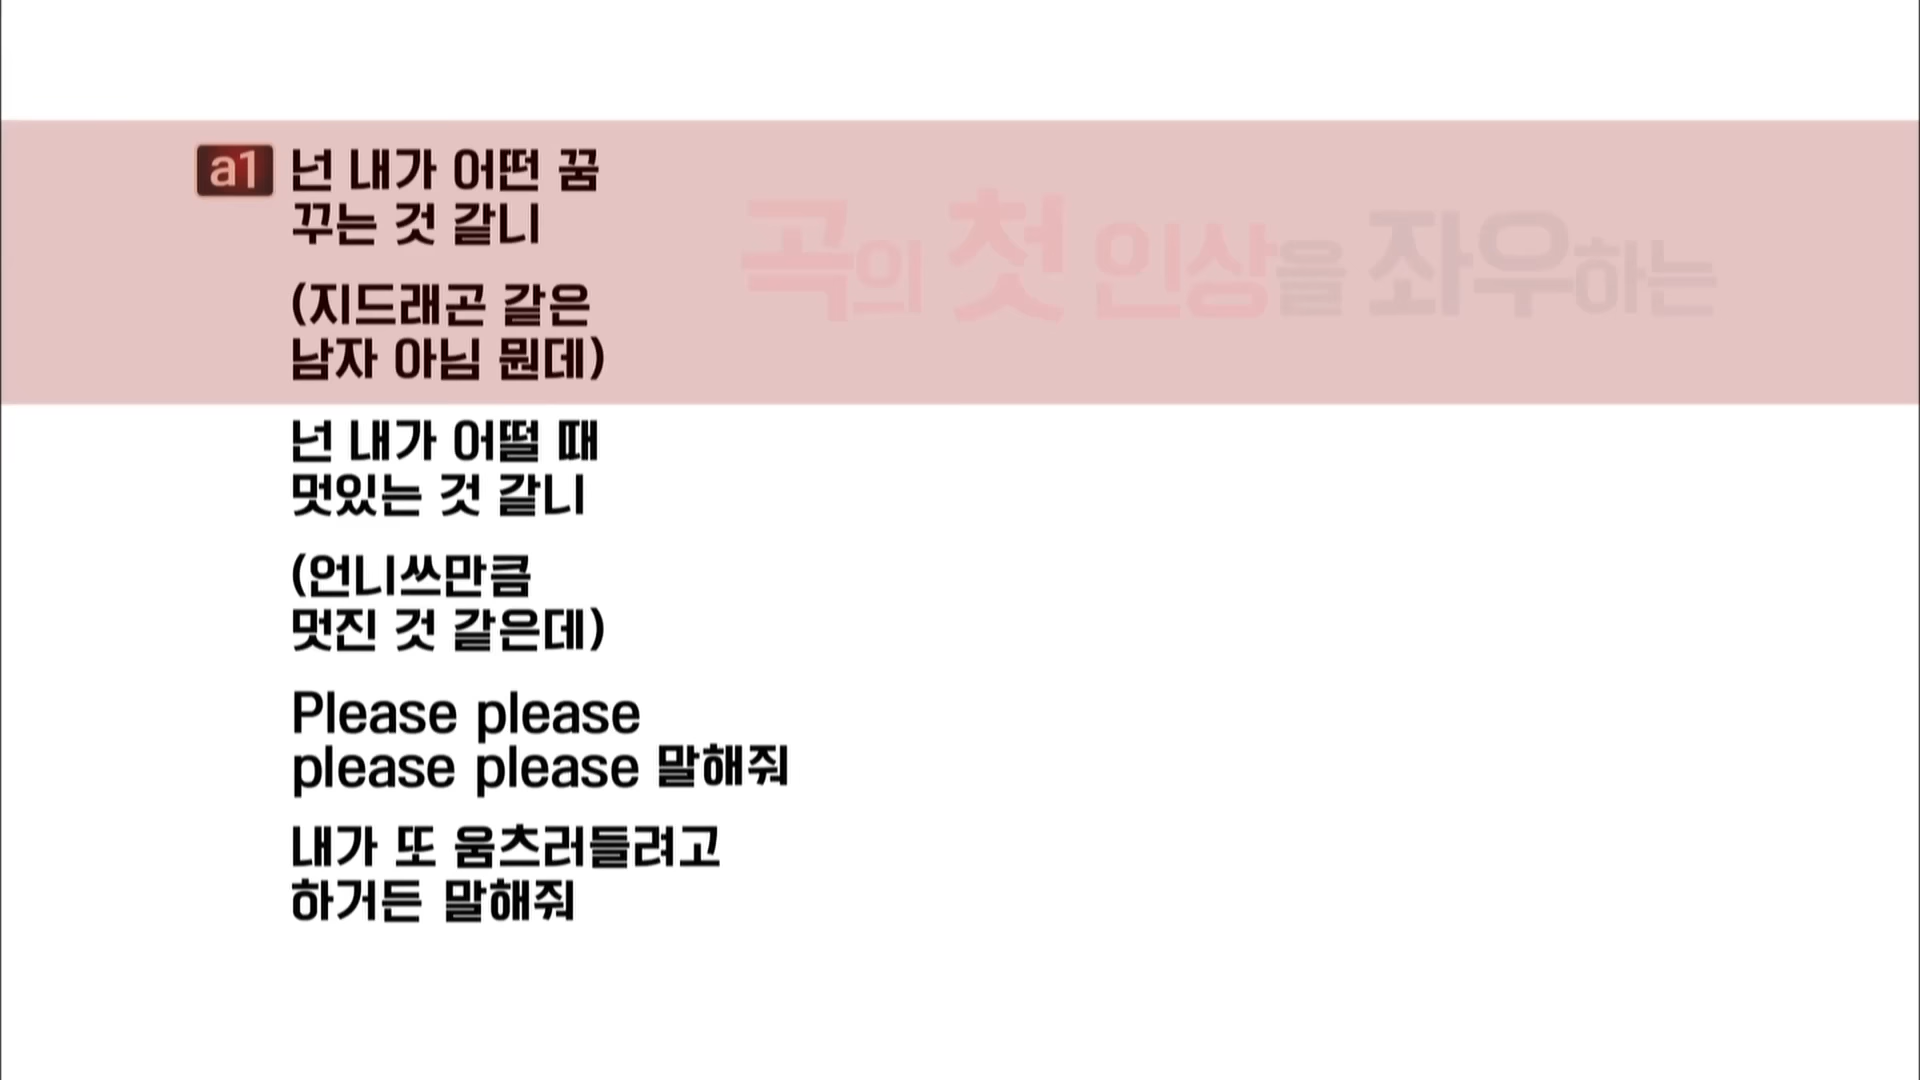 a1 넌 내가 어떤 꿈
꾸는 것 같니
(지드래곤 같은
남자 아님 뭔데)
곡의 첫 인상을 좌우하는
넌 내가 어떨 때
멋있는 것 같니
(언니쓰만큼
멋진 것 같은데)
Please please
please please 말해줘
내가 또 움츠러들려고
하거든 말해줘